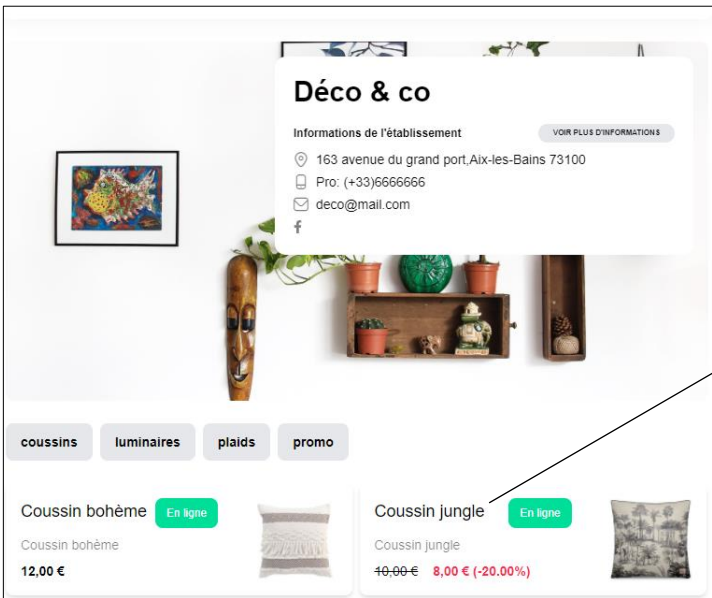 Déco & co
Informations de l'établissement
VOIR PLUS D'INFORMATIONS
163 avenue du grand port,Aix-les-Bains 73100
Pro: (+33)6666666
deco@mail.com
coussins
luminaires
plaids
promo
Coussin bohème
En ligne
Coussin bohème
12,00 €
Coussin jungle
En ligne
Coussin jungle
10,00 € 8,00 € (-20.00%)